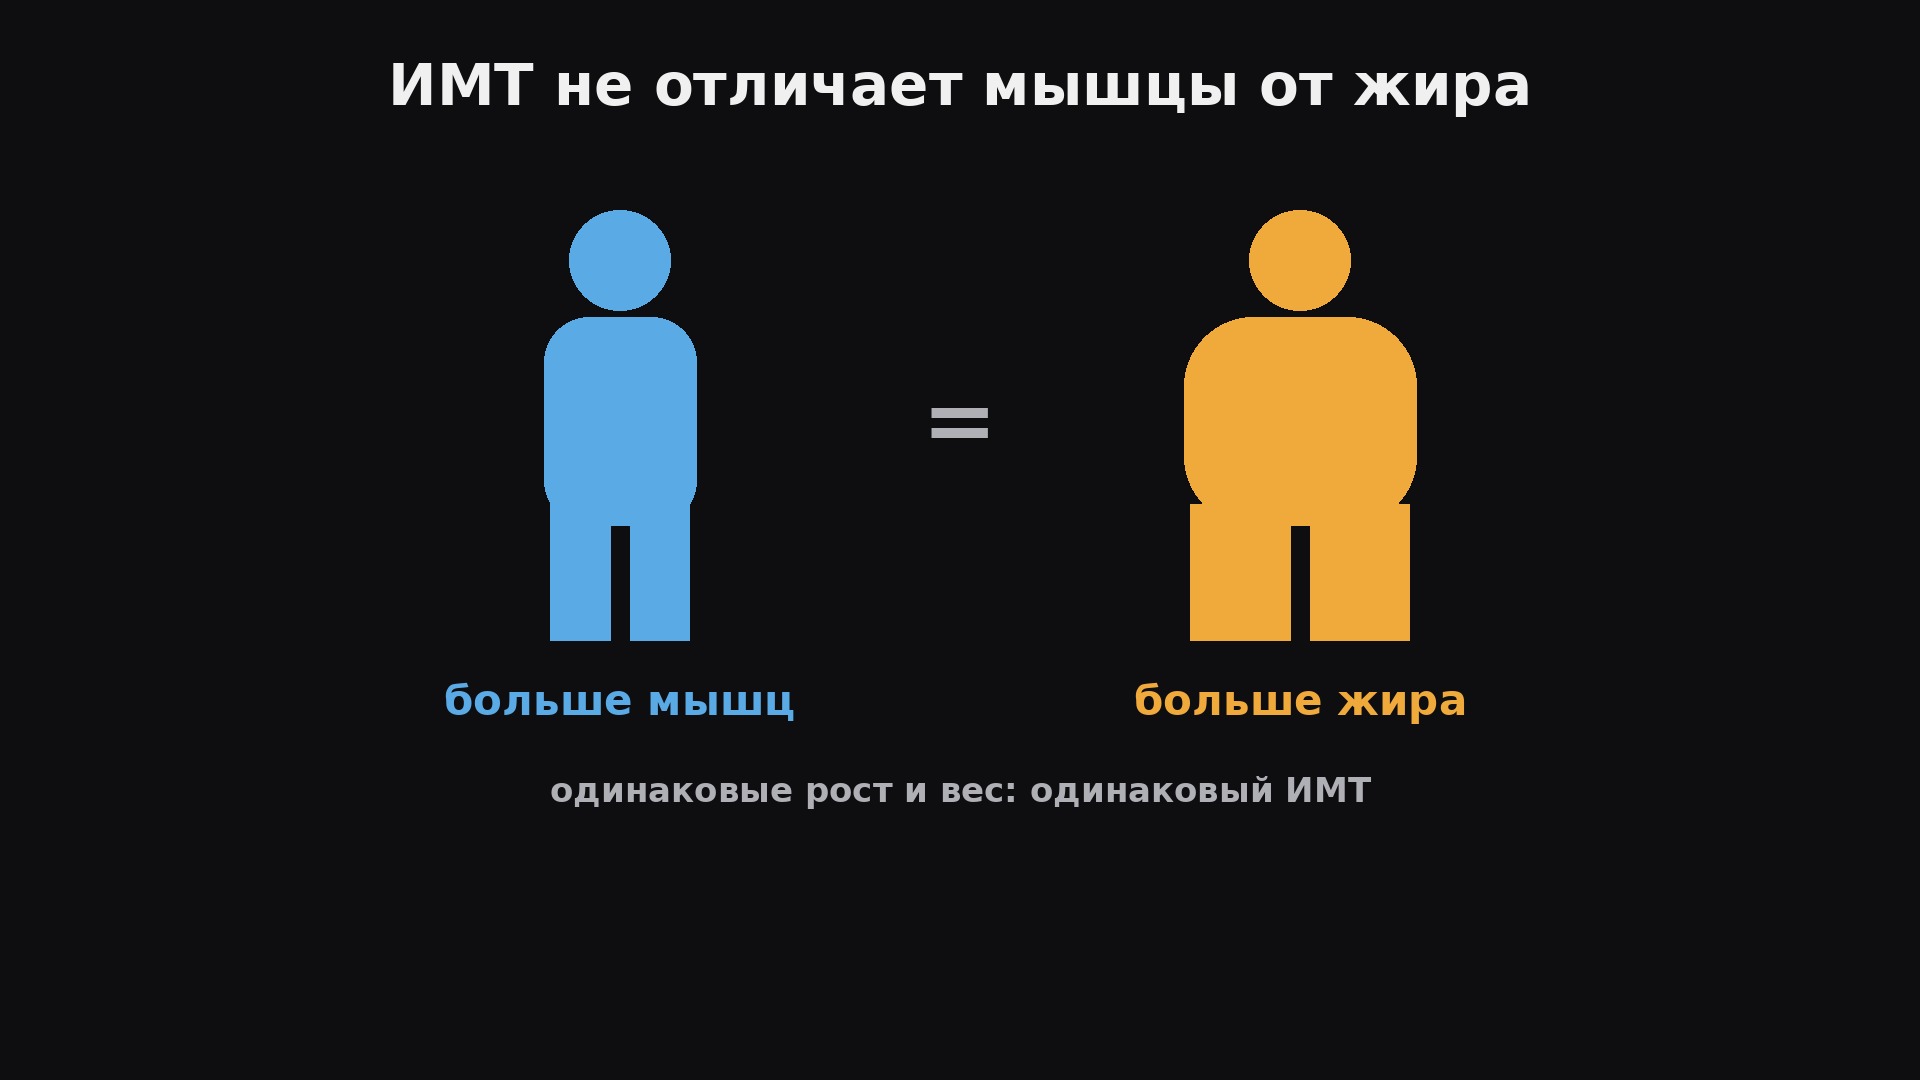 ИМТ не отличает мышцы от жира
=
больше мышц
больше жира
одинаковые рост и вес: одинаковый ИМТ